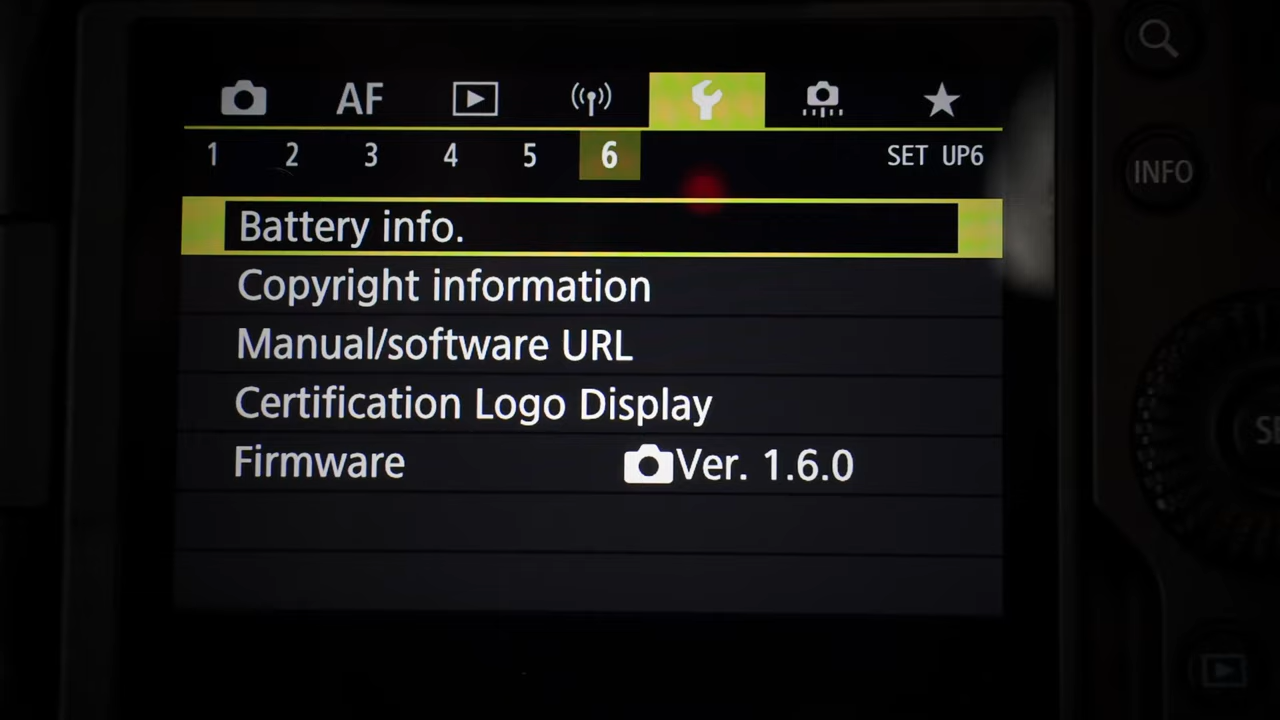 AF
1 2 3 4 5 6 SET UP6
INFO
Battery info.
Copyright information
Manual/software URL
Certification Logo Display
Firmware Ver. 1.6.0